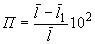 П = (l̄ − l̄₁) / l̄ 10²